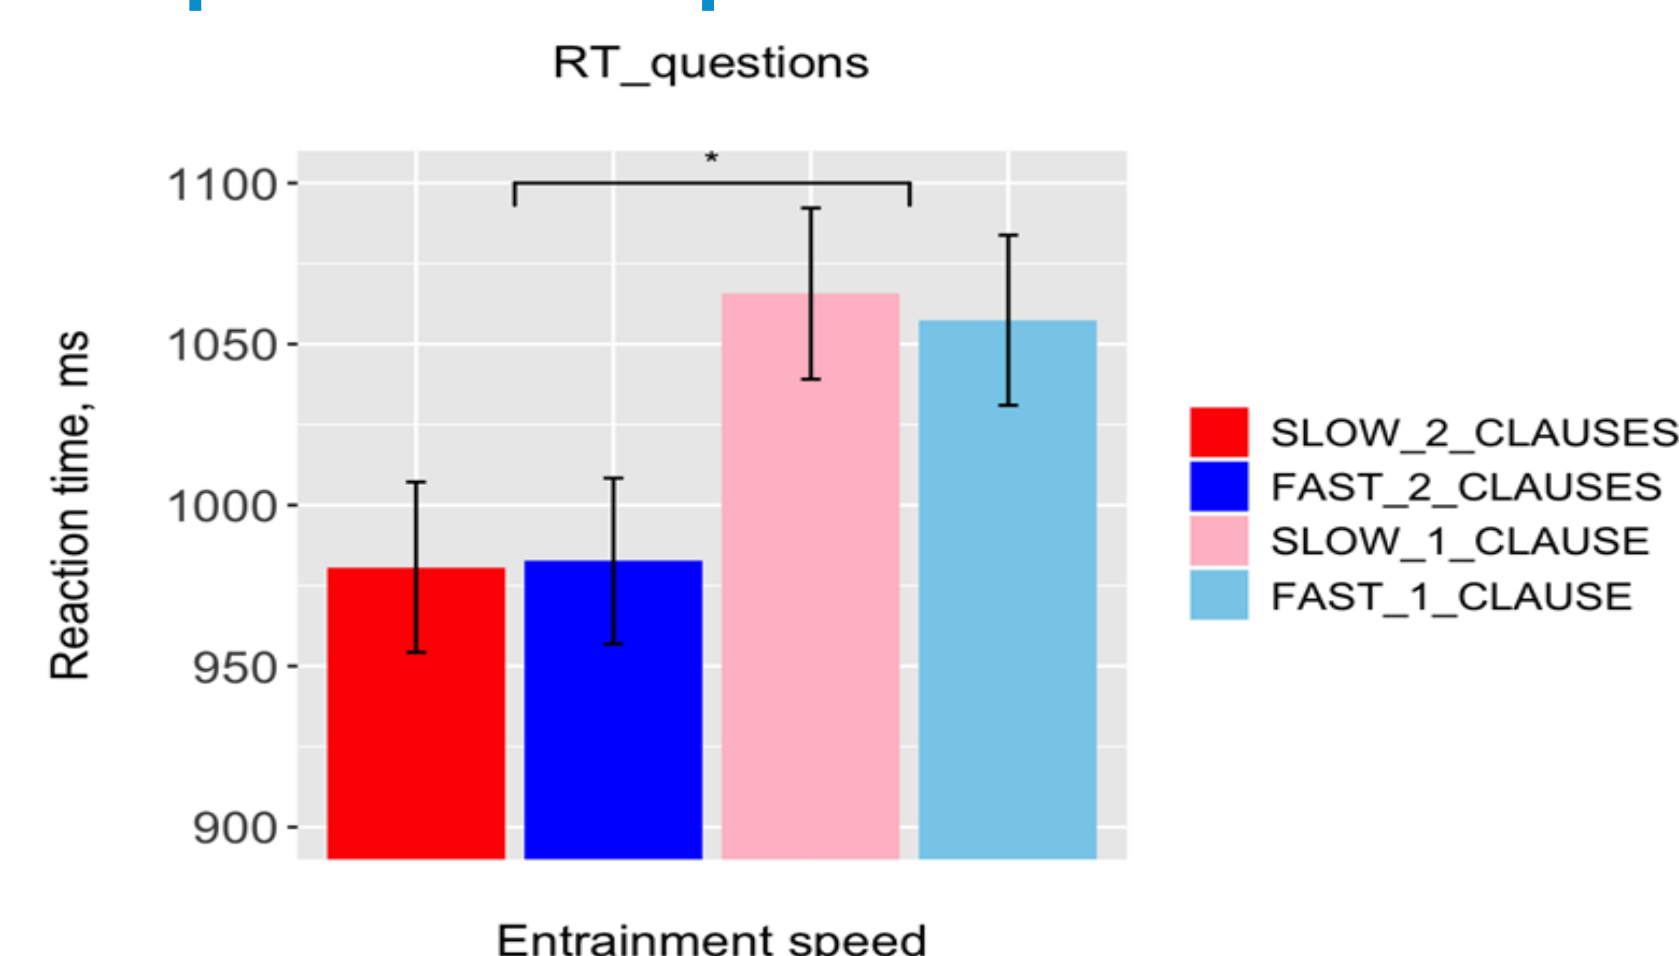 RT_questions
*
1100
1050
1000
950
900
Reaction time, ms
Entrainment speed
SLOW_2_CLAUSES
FAST_2_CLAUSES
SLOW_1_CLAUSE
FAST_1_CLAUSE